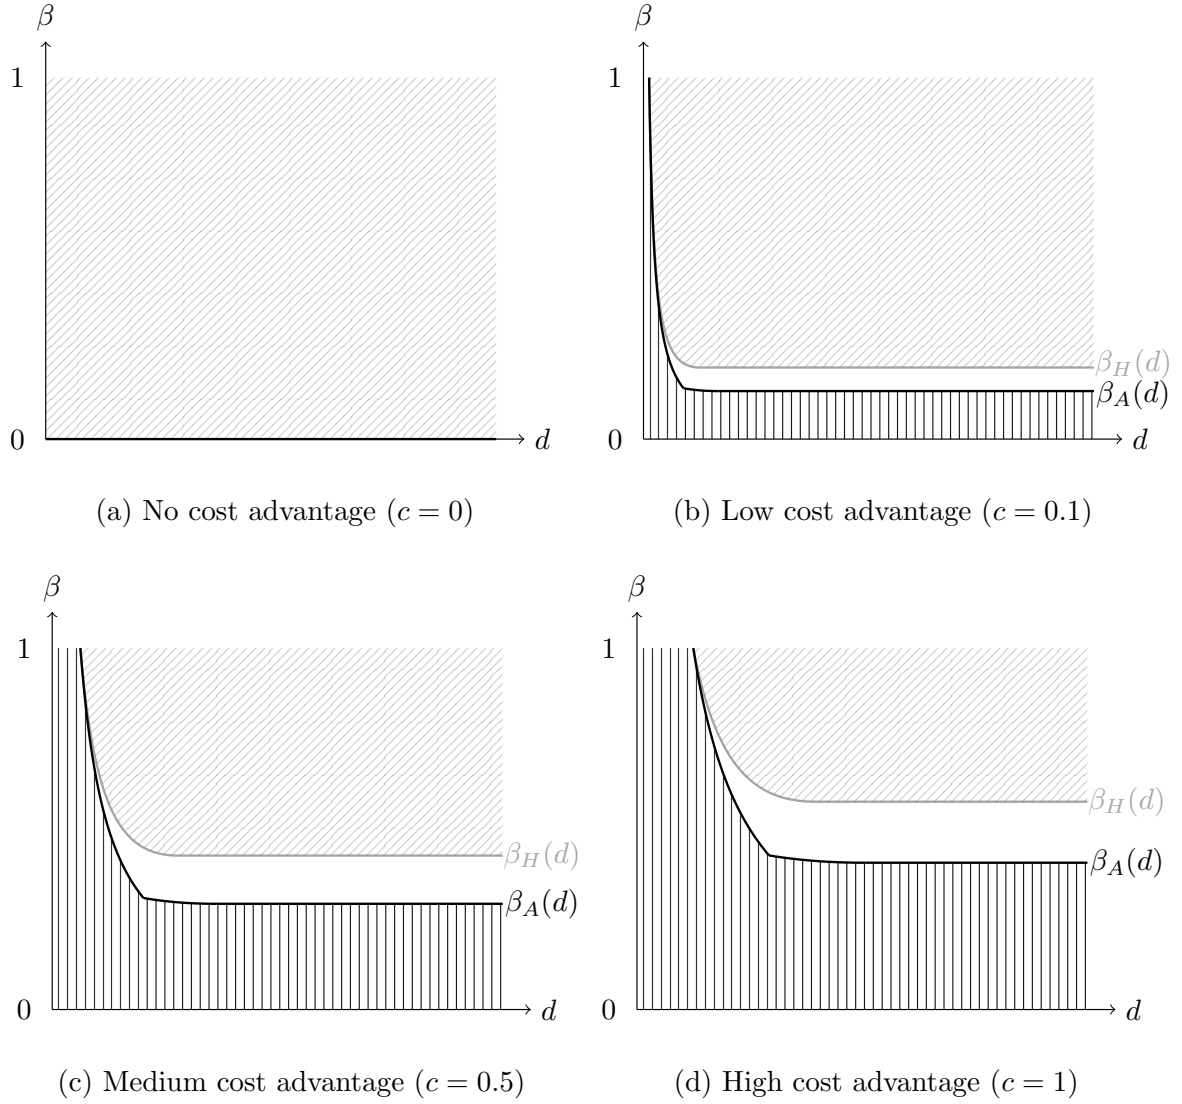 β
1
0
d
(a) No cost advantage (c = 0)
β
1
β_H(d)
β_A(d)
0
d
(b) Low cost advantage (c = 0.1)
β
1
β_H(d)
β_A(d)
0
d
(c) Medium cost advantage (c = 0.5)
β
1
β_H(d)
β_A(d)
0
d
(d) High cost advantage (c = 1)